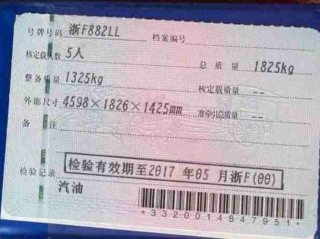 号牌号码 浙F882LL 档案编号
核定载人数 5人 总质量 1825kg
整备质量 1325kg 核定载质量 --
外廓尺寸 4598×1826×1425mm 准牵引总质量 --
备注
检验有效期至2017年05月浙F(00)
检验记录
汽油
*3320014847951*